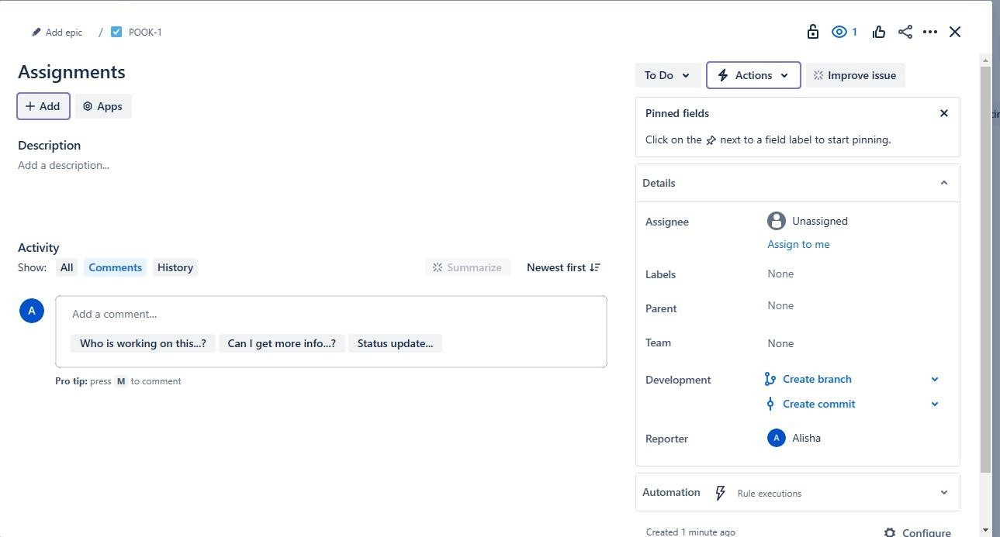 Add epic / POOK-1
1
Assignments
+ Add
Apps
Description
Add a description...
Activity
Show: All Comments History
Summarize
Newest first
A
Add a comment...
Who is working on this...? Can I get more info...? Status update...
Pro tip: press M to comment
To Do
Actions
Improve issue
Pinned fields
Click on the next to a field label to start pinning.
Details
Assignee Unassigned
Assign to me
Labels None
Parent None
Team None
Development Create branch
Create commit
Reporter A Alisha
Automation Rule executions
Created 1 minute ago Configure